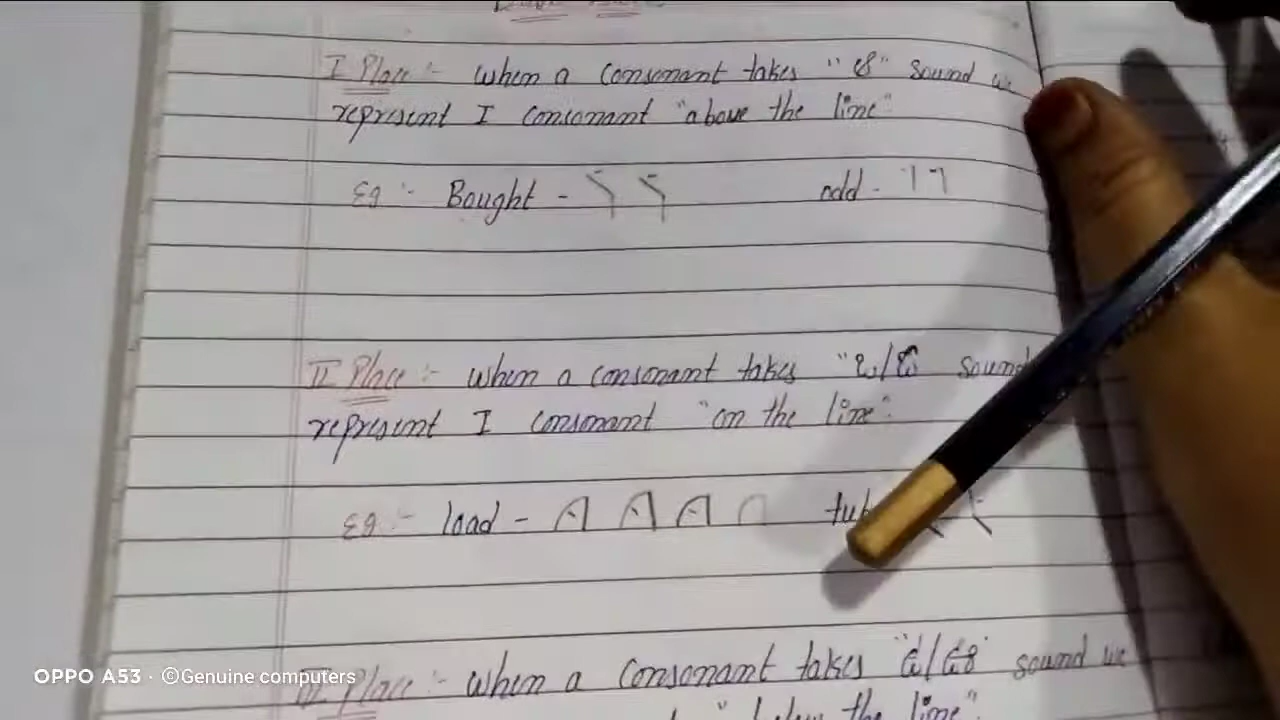 I Place :- When a consonant takes "ಆ" sound we
represent I consonant "above the line"
Eg :- Bought - odd -
II Place :- When a consonant takes sound
represent I consonant "on the line".
Eg :- load -
III Place :- When a consonant takes sound we
" below the line".
OPPO A53 · ©Genuine computers